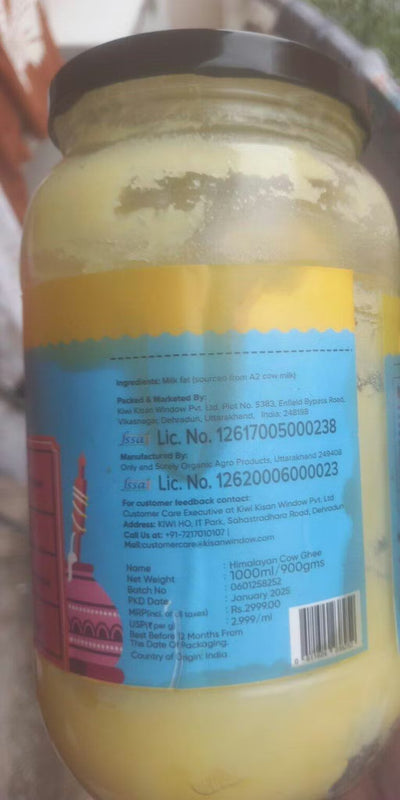 Ingredients: Milk fat (sourced from A2 cow milk)
Packed & Marketed By:
Kiwi Kisan Window Pvt. Ltd. Plot No. 5383, Enfield Bypass Road,
Vikasnagar, Dehradun, Uttarakhand, India: 248198
fssai Lic. No. 12617005000238
Manufactured By:
Only and Surely Organic Agro Products, Uttarakhand 249408
fssai Lic. No. 12620006000023
For customer feedback contact:
Customer Care Executive at Kiwi Kisan Window Pvt. Ltd
Address: KIWI HO, IT Park, Sahastradhara Road, Dehradun
Call Us at: +91-7217010107 |
Mail:customercare@kisanwindow.com
Name : Himalayan Cow Ghee
Net Weight : 1000ml/900gms
Batch No : 0601258252
PKD Date : January 2025
MRP(incl. of all taxes) : Rs.2999.00
USP(₹ per g) : 2.999/ml
Best Before 12 Months From
The Date Of Packaging.
Country of Origin: India